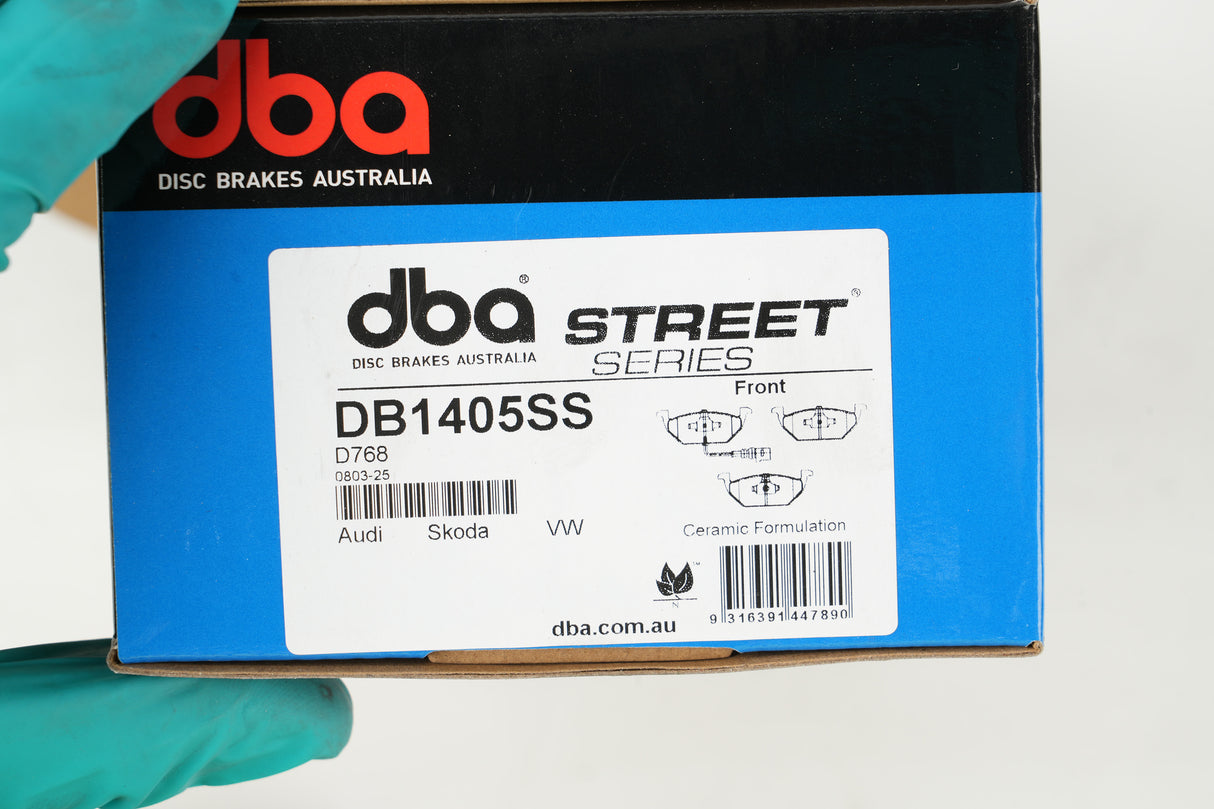 dba
DISC BRAKES AUSTRALIA
dba®
DISC BRAKES AUSTRALIA
STREET®
SERIES
Front
DB1405SS
D768
0803-25
Audi Skoda VW
Ceramic Formulation
™
N
9 316391 447890
dba.com.au